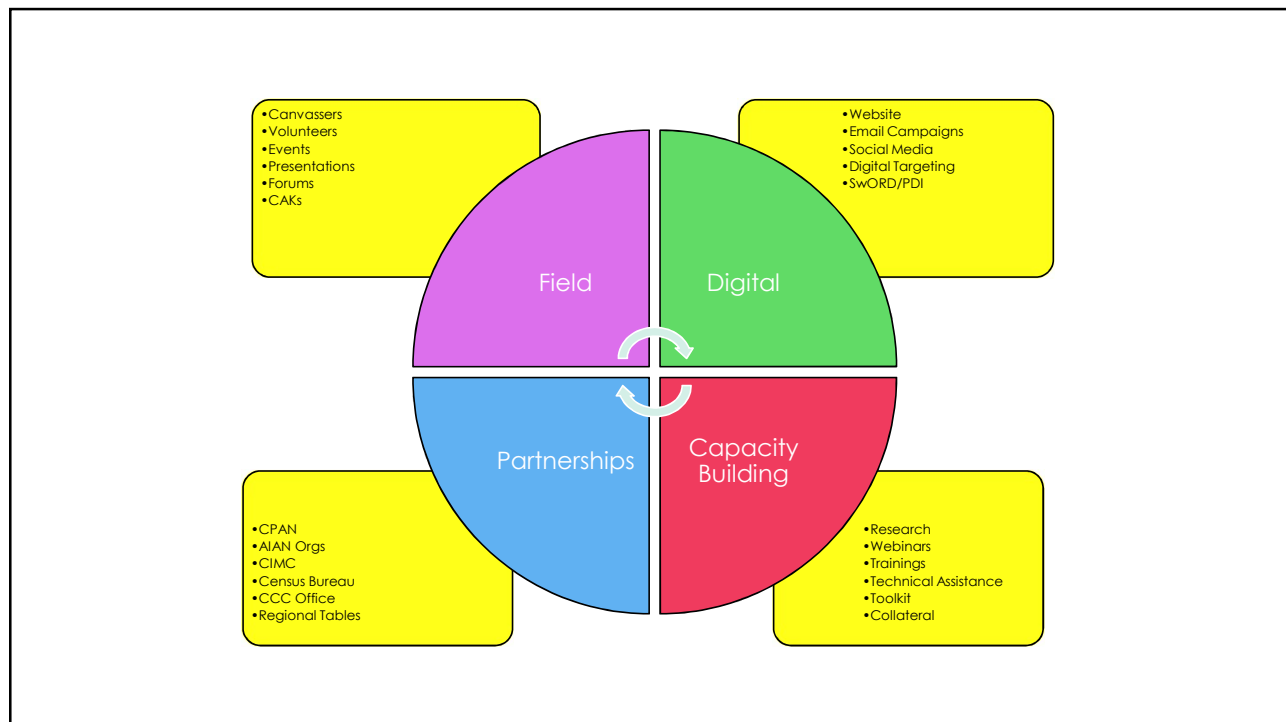 •Canvassers
•Volunteers
•Events
•Presentations
•Forums
•CAKs
•Website
•Email Campaigns
•Social Media
•Digital Targeting
•SwORD/PDI
Field
Digital
Partnerships
Capacity
Building
•CPAN
•AIAN Orgs
•CIMC
•Census Bureau
•CCC Office
•Regional Tables
•Research
•Webinars
•Trainings
•Technical Assistance
•Toolkit
•Collateral